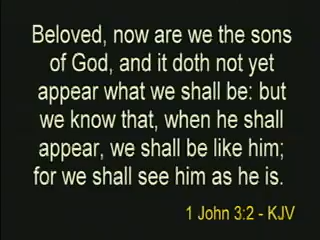 Beloved, now are we the sons
of God, and it doth not yet
appear what we shall be: but
we know that, when he shall
appear, we shall be like him;
for we shall see him as he is.
1 John 3:2 - KJV